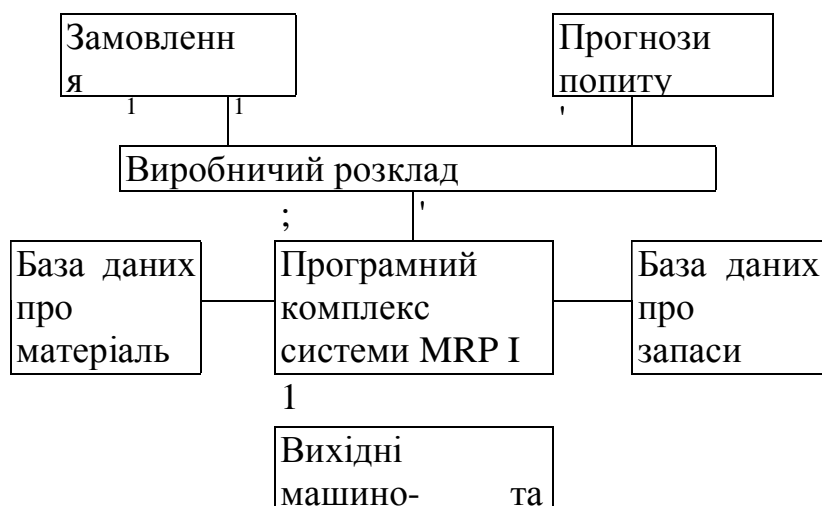 Замовленн
я
Прогнози
попиту
1
1
'
Виробничий розклад
;
'
База даних
про
матеріаль
Програмний
комплекс
системи MRP I
База даних
про
запаси
1
Вихідні
машино- та